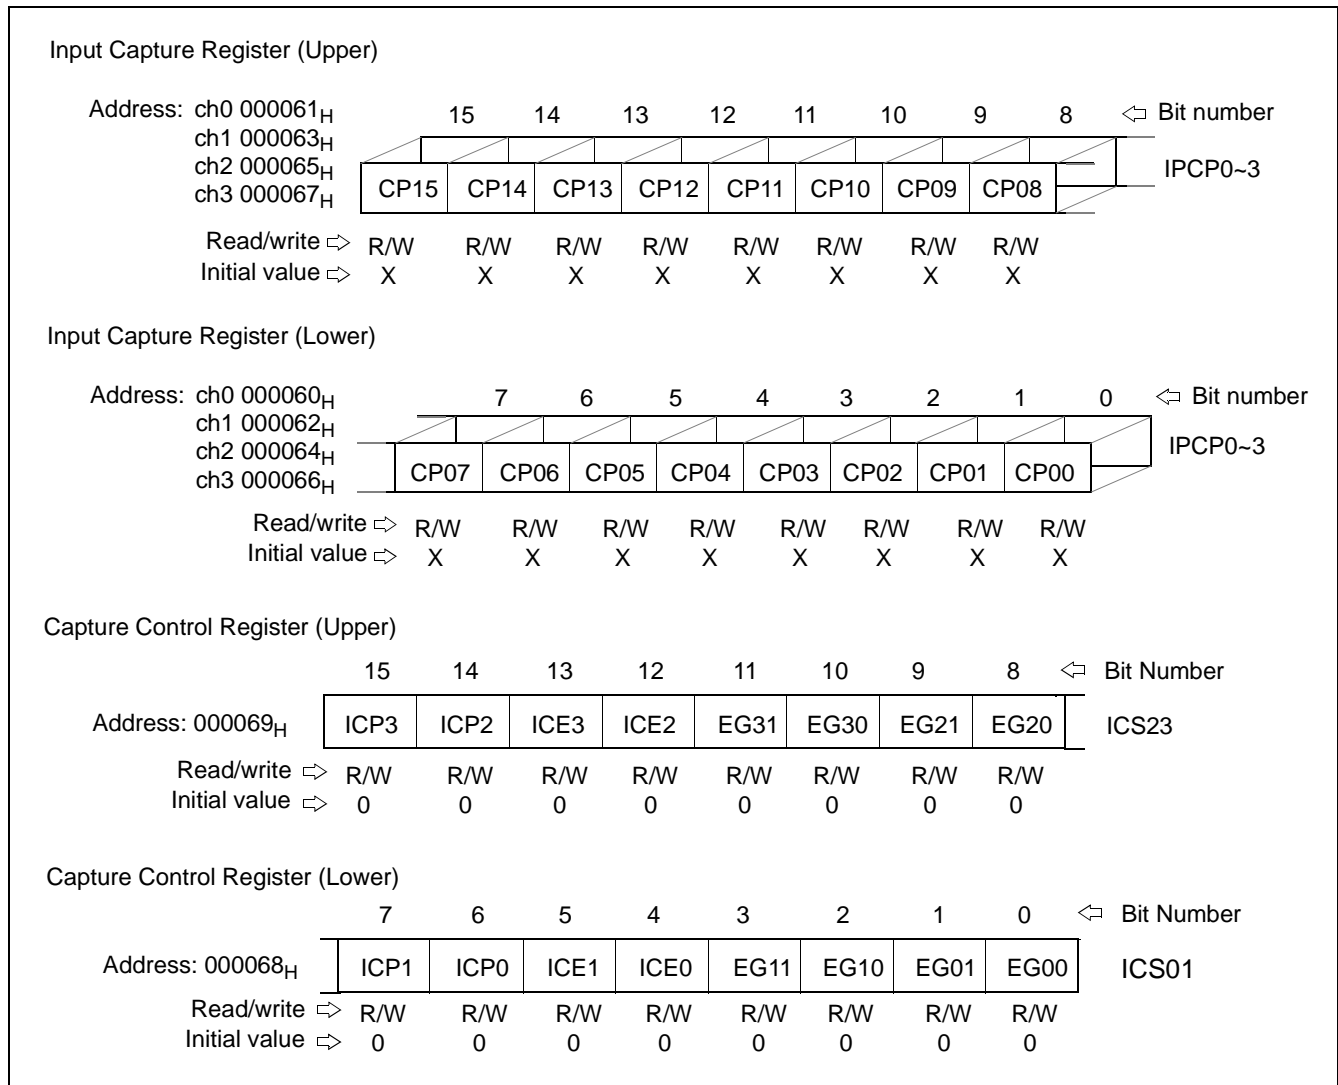 Input Capture Register (Upper)
Address: ch0 000061H 15 14 13 12 11 10 9 8 ⇦ Bit number
ch1 000063H
ch2 000065H
ch3 000067H
CP15 CP14 CP13 CP12 CP11 CP10 CP09 CP08 IPCP0~3
Read/write ⇨ R/W R/W R/W R/W R/W R/W R/W R/W
Initial value ⇨ X X X X X X X X
Input Capture Register (Lower)
Address: ch0 000060H 7 6 5 4 3 2 1 0 ⇦ Bit number
ch1 000062H
ch2 000064H
ch3 000066H
CP07 CP06 CP05 CP04 CP03 CP02 CP01 CP00 IPCP0~3
Read/write ⇨ R/W R/W R/W R/W R/W R/W R/W R/W
Initial value ⇨ X X X X X X X X
Capture Control Register (Upper)
15 14 13 12 11 10 9 8 ⇦ Bit Number
Address: 000069H ICP3 ICP2 ICE3 ICE2 EG31 EG30 EG21 EG20 ICS23
Read/write ⇨ R/W R/W R/W R/W R/W R/W R/W R/W
Initial value ⇨ 0 0 0 0 0 0 0 0
Capture Control Register (Lower)
7 6 5 4 3 2 1 0 ⇦ Bit Number
Address: 000068H ICP1 ICP0 ICE1 ICE0 EG11 EG10 EG01 EG00 ICS01
Read/write ⇨ R/W R/W R/W R/W R/W R/W R/W R/W
Initial value ⇨ 0 0 0 0 0 0 0 0